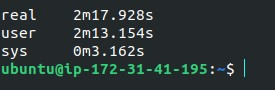 real    2m17.928s
user    2m13.154s
sys     0m3.162s
ubuntu@ip-172-31-41-195:~$